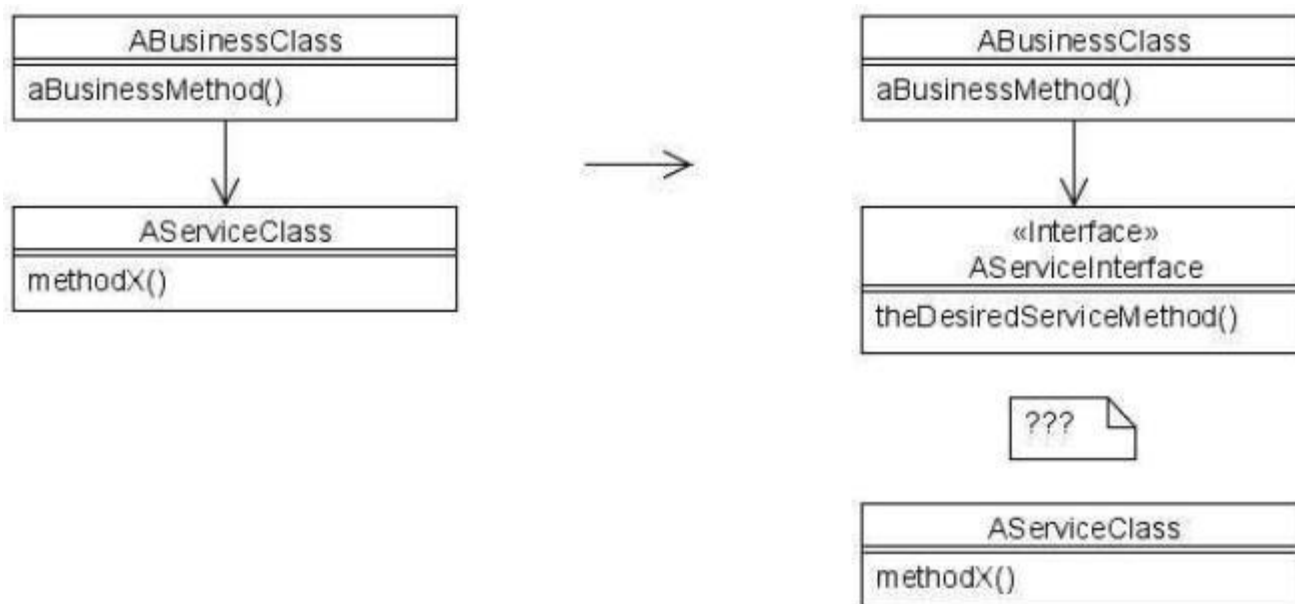 ABusinessClass
aBusinessMethod()
AServiceClass
methodX()
ABusinessClass
aBusinessMethod()
«Interface»
AServiceInterface
theDesiredServiceMethod()
???
AServiceClass
methodX()